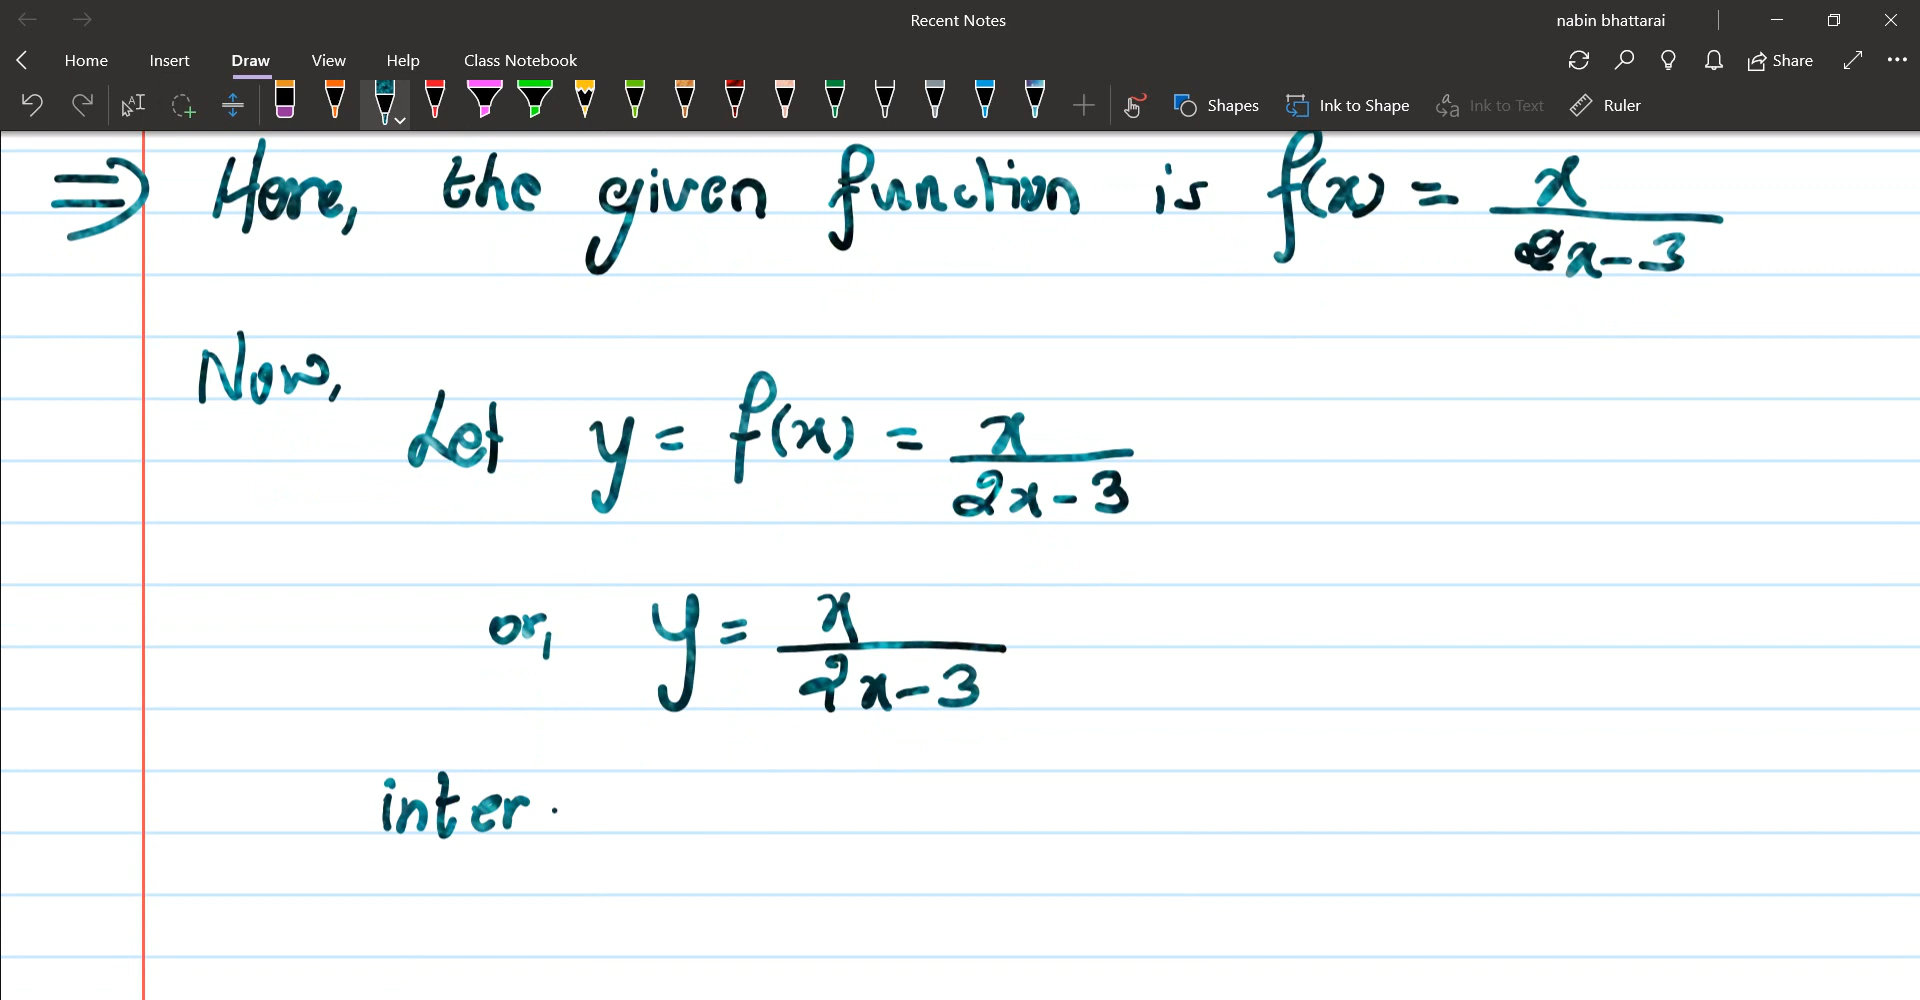 Recent Notes nabin bhattarai
Home Insert Draw View Help Class Notebook Share
Shapes Ink to Shape Ink to Text Ruler
⇒ Here, the given function is f(x) = x / 2x-3
Now,
Let y = f(x) = x / 2x-3
or, y = x / 2x-3
inter